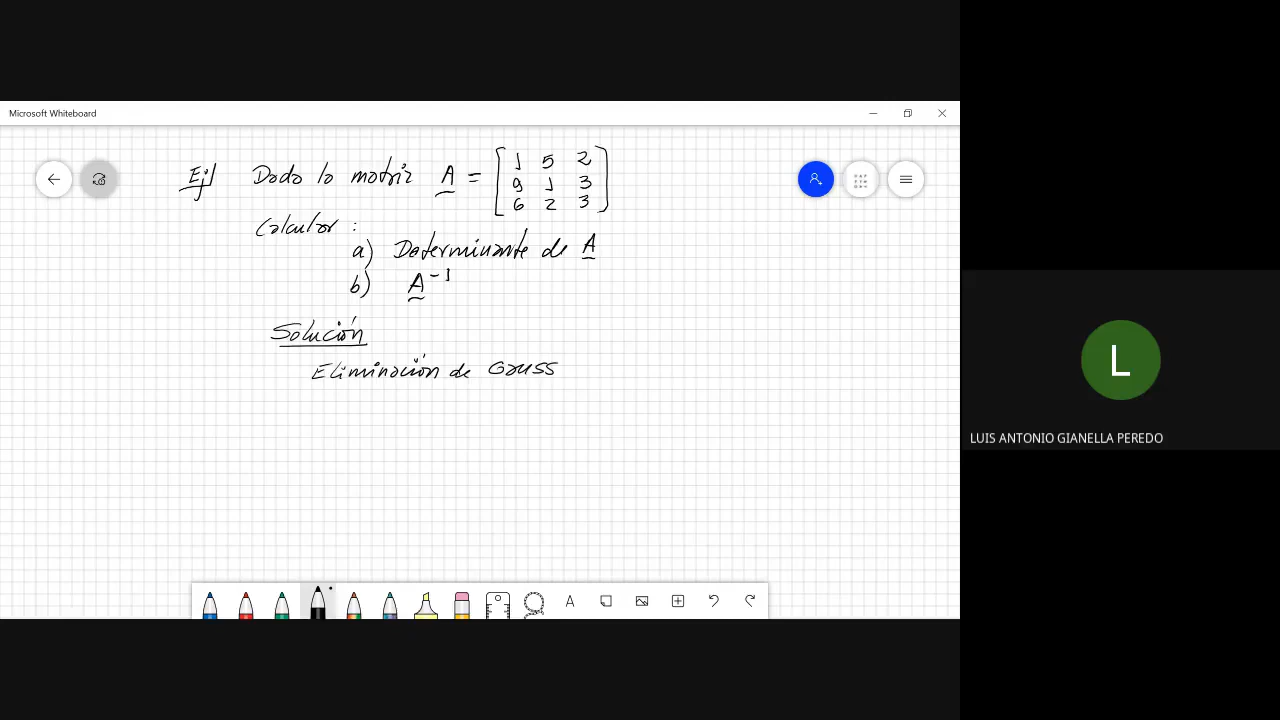 Microsoft Whiteboard
Ej/ Dada la matriz A = [1 5 2
9 1 3
6 2 3]
Calcular :
a) Determinante de A
b) A⁻¹
Solución
Eliminación de Gauss
L
LUIS ANTONIO GIANELLA PEREDO